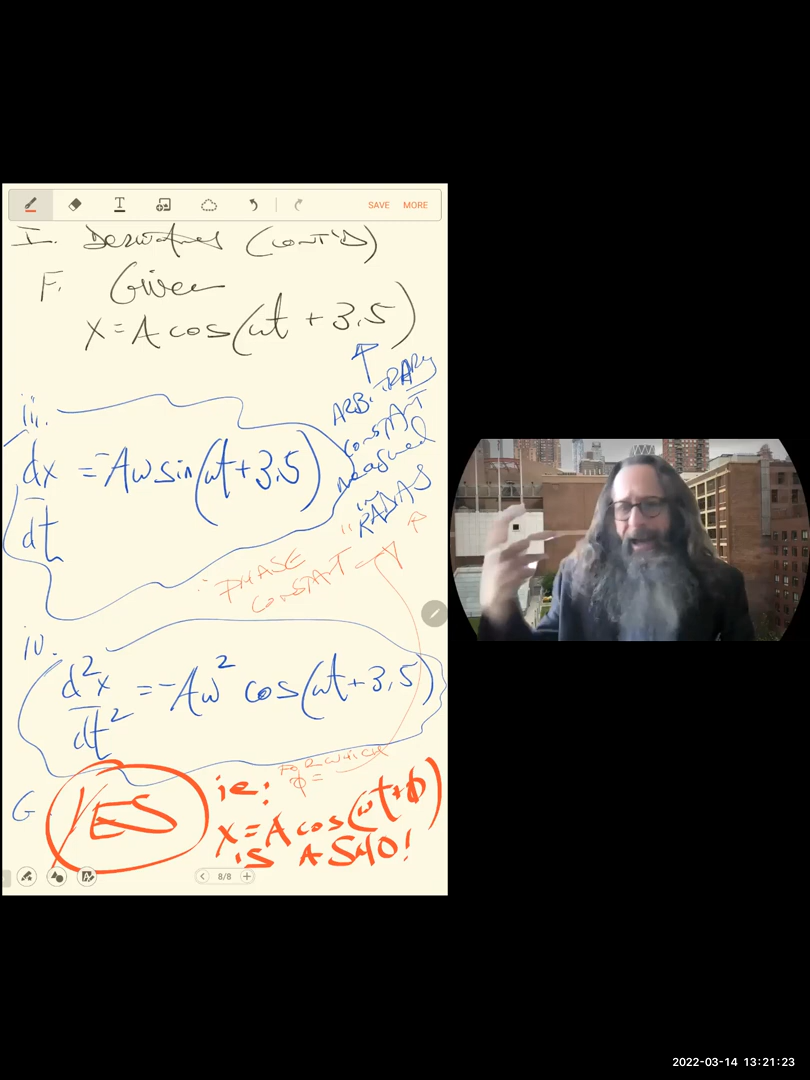 SAVE MORE
I. Derivatives (CONT'D)
F. Given
x = A cos(ωt + 3.5)
ARBITRARY
CONSTANT
measured
in
RADIANS
iii.
dx/dt = -Aω sin(ωt + 3.5)
"PHASE
CONSTANT"
iv.
d²x/dt² = -Aω² cos(ωt + 3.5)
FOR WHICH
φ =
G. YES
ie:
x = A cos(ωt + φ)
is A SHO!
8/8
2022-03-14 13:21:23